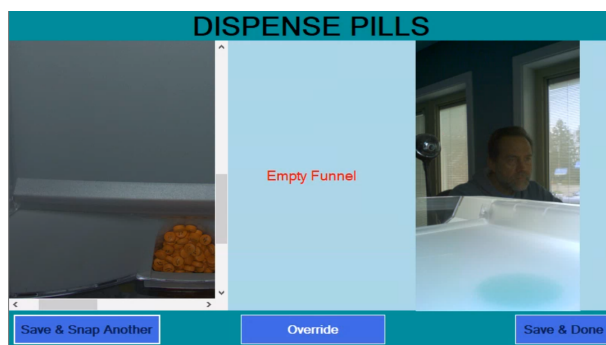 DISPENSE PILLS
Empty Funnel
Save & Snap Another
Override
Save & Done